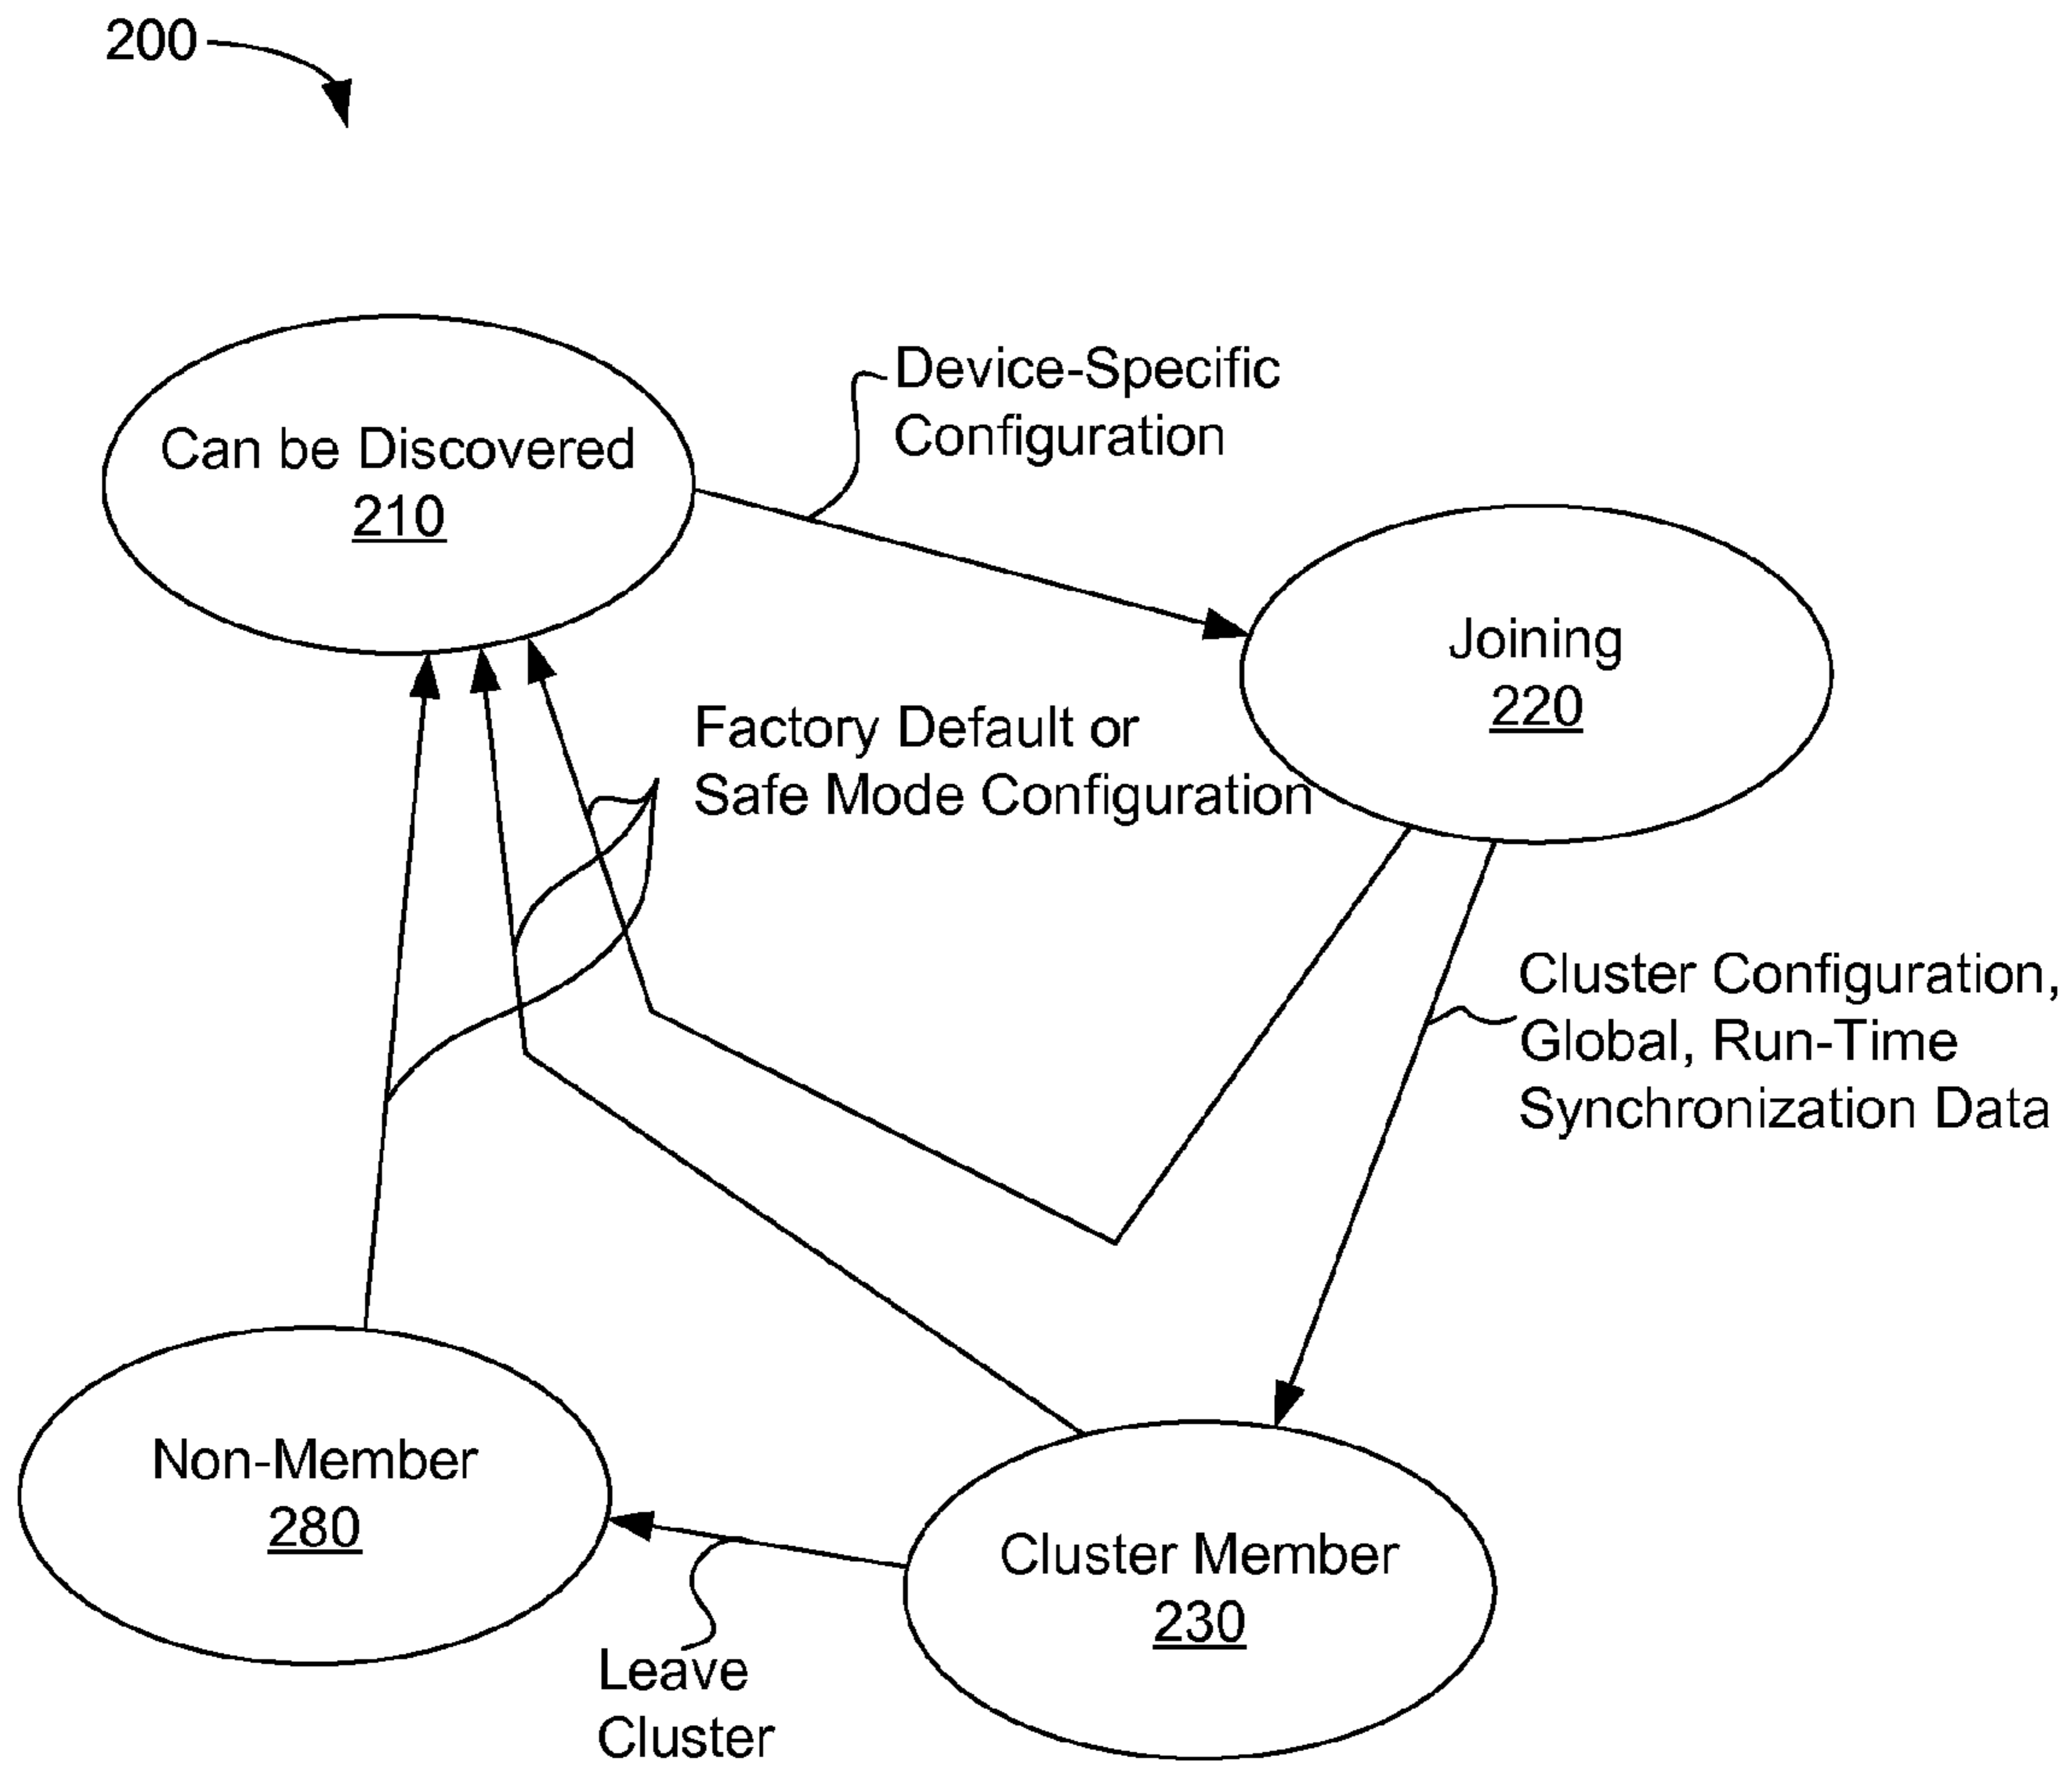 200
Device-Specific
Configuration
Can be Discovered
210
Joining
220
Factory Default or
Safe Mode Configuration
Cluster Configuration,
Global, Run-Time
Synchronization Data
Non-Member
280
Cluster Member
230
Leave
Cluster